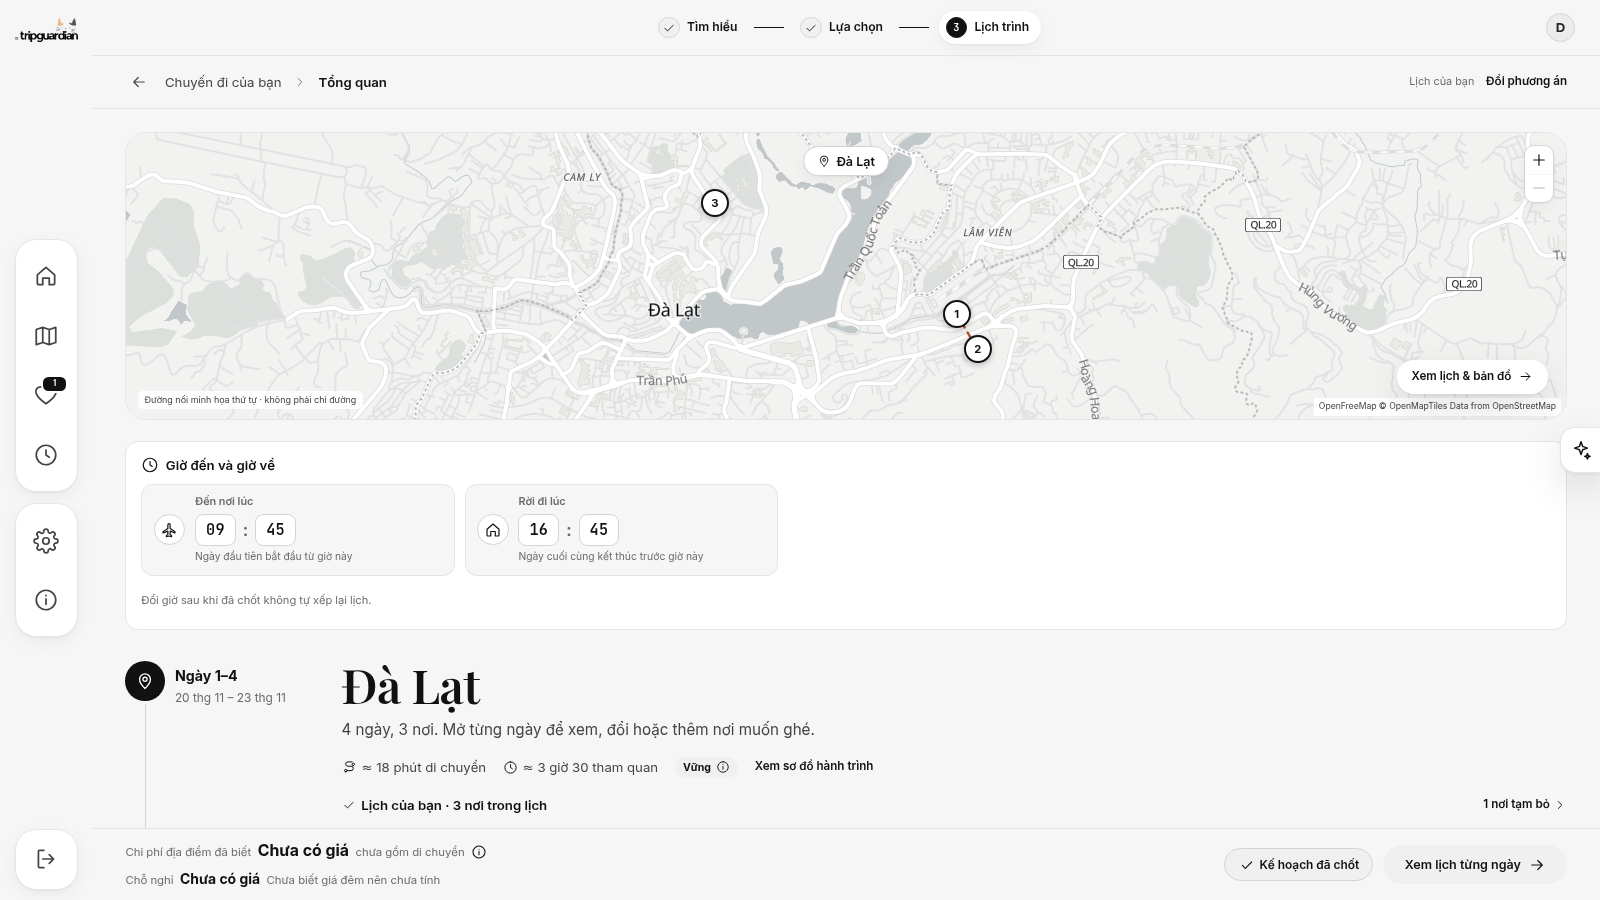 tripguardian
Tìm hiểu
Lựa chọn
3 Lịch trình
D
Chuyến đi của bạn
Tổng quan
Lịch của bạn
Đổi phương án
Đà Lạt
CAM LY
3
Trần Quốc Toản
LÂM VIÊN
QL.20
QL.20
QL.20
Hùng Vương
Đà Lạt
1
2
Trần Phú
Hoàng Hoa
Xem lịch & bản đồ
Đường nối minh họa thứ tự · không phải chỉ đường
OpenFreeMap © OpenMapTiles Data from OpenStreetMap
1
Giờ đến và giờ về
Đến nơi lúc
09 : 45
Ngày đầu tiên bắt đầu từ giờ này
Rời đi lúc
16 : 45
Ngày cuối cùng kết thúc trước giờ này
Đổi giờ sau khi đã chốt không tự xếp lại lịch.
Ngày 1–4
20 thg 11 – 23 thg 11
Đà Lạt
4 ngày, 3 nơi. Mở từng ngày để xem, đổi hoặc thêm nơi muốn ghé.
≈ 18 phút di chuyển
≈ 3 giờ 30 tham quan
Vững
Xem sơ đồ hành trình
Lịch của bạn · 3 nơi trong lịch
1 nơi tạm bỏ
Chi phí địa điểm đã biết Chưa có giá chưa gồm di chuyển
Chỗ nghỉ Chưa có giá Chưa biết giá đêm nên chưa tính
Kế hoạch đã chốt
Xem lịch từng ngày